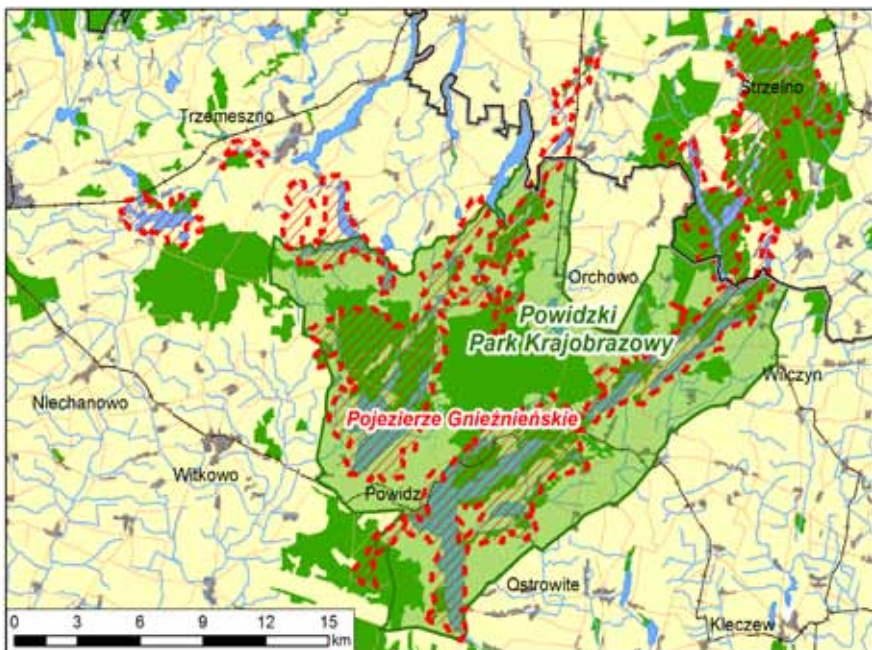 Strzelno
Trzemeszno
Orchowo
Powidzki
Park Krajobrazowy
Wilczyn
Niechanowo
Pojezierze Gnieźnieńskie
Witkowo
Powidz
Ostrowite
Kleczew
0 3 6 9 12 15
km